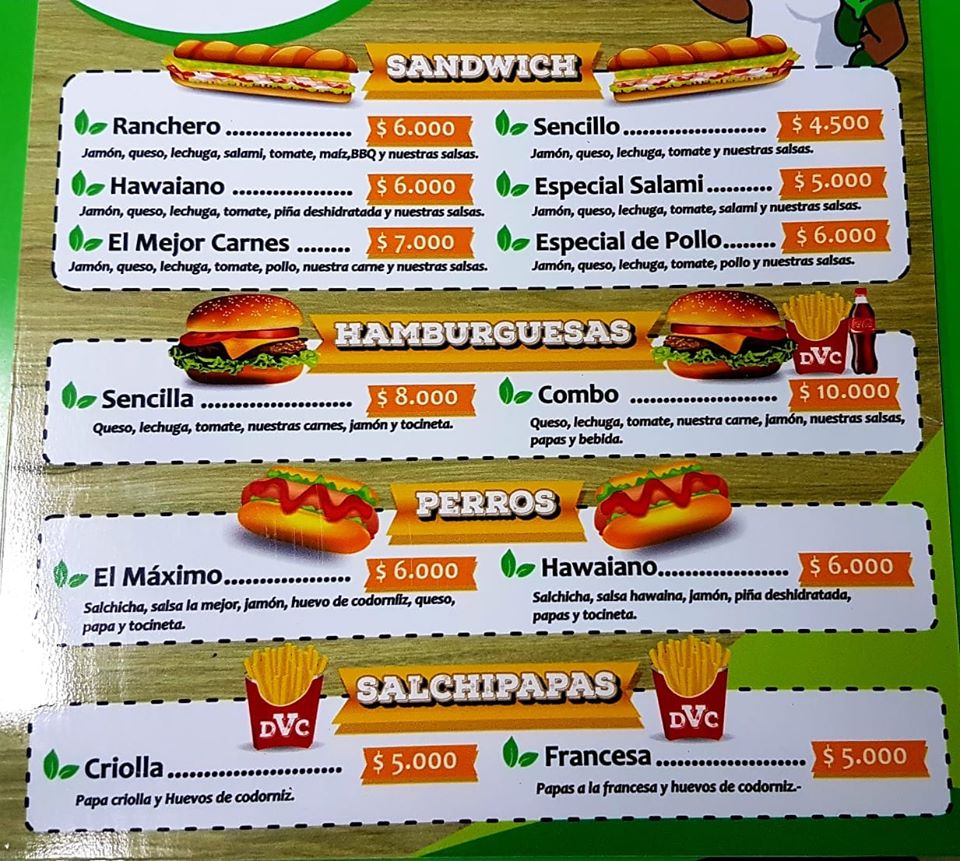 SANDWICH
Ranchero .................... $ 6.000
Jamón, queso, lechuga, salami, tomate, maíz,BBQ y nuestras salsas.
Hawaiano ................... $ 6.000
Jamón, queso, lechuga, tomate, piña deshidratada y nuestras salsas.
El Mejor Carnes ........ $ 7.000
Jamón, queso, lechuga, tomate, pollo, nuestra carne y nuestras salsas.
Sencillo ....................... $ 4.500
Jamón, queso, lechuga, tomate y nuestras salsas.
Especial Salami .......... $ 5.000
Jamón, queso, lechuga, tomate, salami y nuestras salsas.
Especial de Pollo ........ $ 6.000
Jamón, queso, lechuga, tomate, pollo y nuestras salsas.
HAMBURGUESAS
DVC
Sencilla ........................ $ 8.000
Queso, lechuga, tomate, nuestras carnes, jamón y tocineta.
Combo ....................... $ 10.000
Queso, lechuga, tomate, nuestra carne, jamón, nuestras salsas,
papas y bebida.
PERROS
El Máximo .................... $ 6.000
Salchicha, salsa la mejor, jamón, huevo de codorniiz, queso,
papa y tocineta.
Hawaiano ..................... $ 6.000
Salchicha, salsa hawaina, jamón, piña deshidratada,
papas y tocineta.
SALCHIPAPAS
DVC
DVC
Criolla ........................... $ 5.000
Papa criolla y Huevos de codorniz.
Francesa ........................ $ 5.000
Papas a la francesa y huevos de codorniz.-